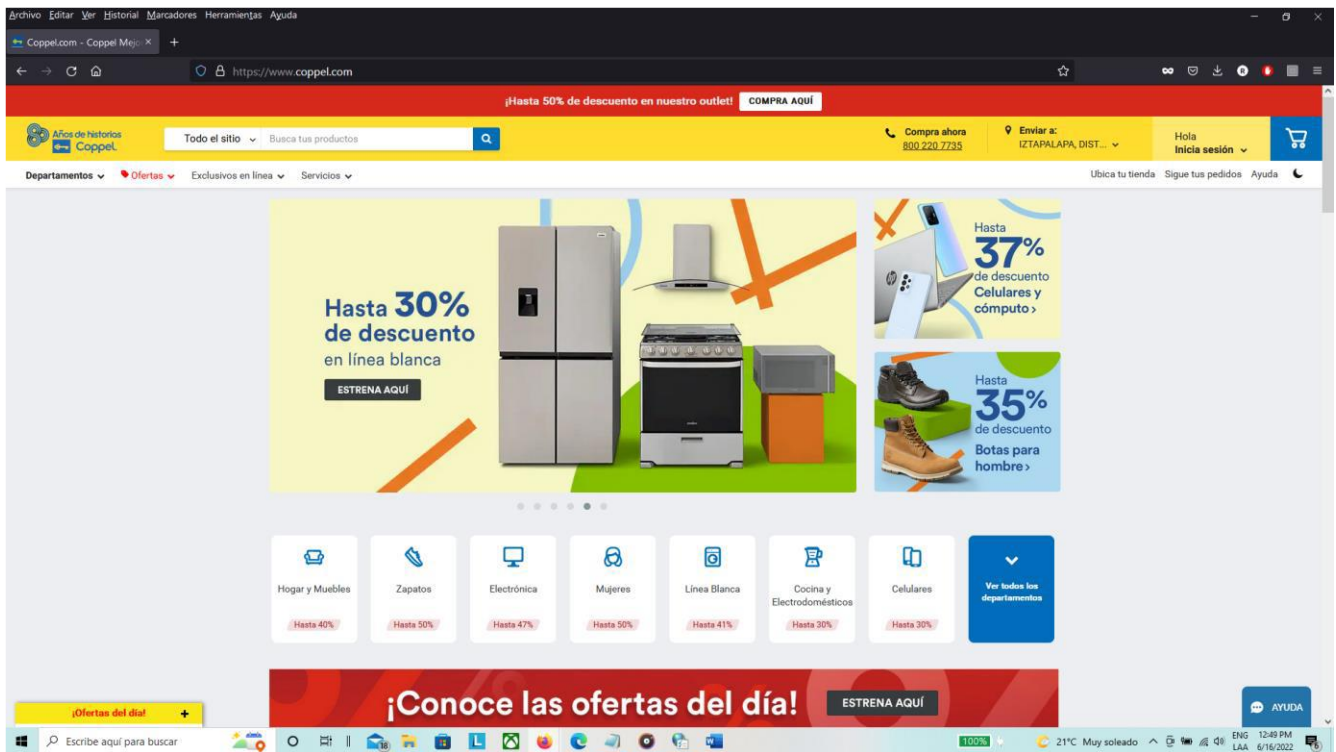 Archivo Editar Ver Historial Marcadores Herramientas Ayuda
Coppel.com - Coppel Mejo
https://www.coppel.com
¡Hasta 50% de descuento en nuestro outlet! COMPRA AQUÍ
80 Años de historias
Coppel
Todo el sitio
Busca tus productos
Compra ahora
800 220 7735
Enviar a:
IZTAPALAPA, DIST...
Hola
Inicia sesión
Departamentos Ofertas Exclusivos en línea Servicios
Ubica tu tienda Sigue tus pedidos Ayuda
Hasta 30%
de descuento
en línea blanca
ESTRENA AQUÍ
Hasta
37%
de descuento
Celulares y
cómputo >
Hasta
35%
de descuento
Botas para
hombre >
Hogar y Muebles
Hasta 40%
Zapatos
Hasta 50%
Electrónica
Hasta 47%
Mujeres
Hasta 50%
Línea Blanca
Hasta 41%
Cocina y
Electrodomésticos
Hasta 30%
Celulares
Hasta 30%
Ver todos los
departamentos
¡Conoce las ofertas del día! ESTRENA AQUÍ
¡Ofertas del día! +
AYUDA
Escribe aquí para buscar
100%
21°C Muy soleado
ENG
LAA
12:49 PM
6/16/2022